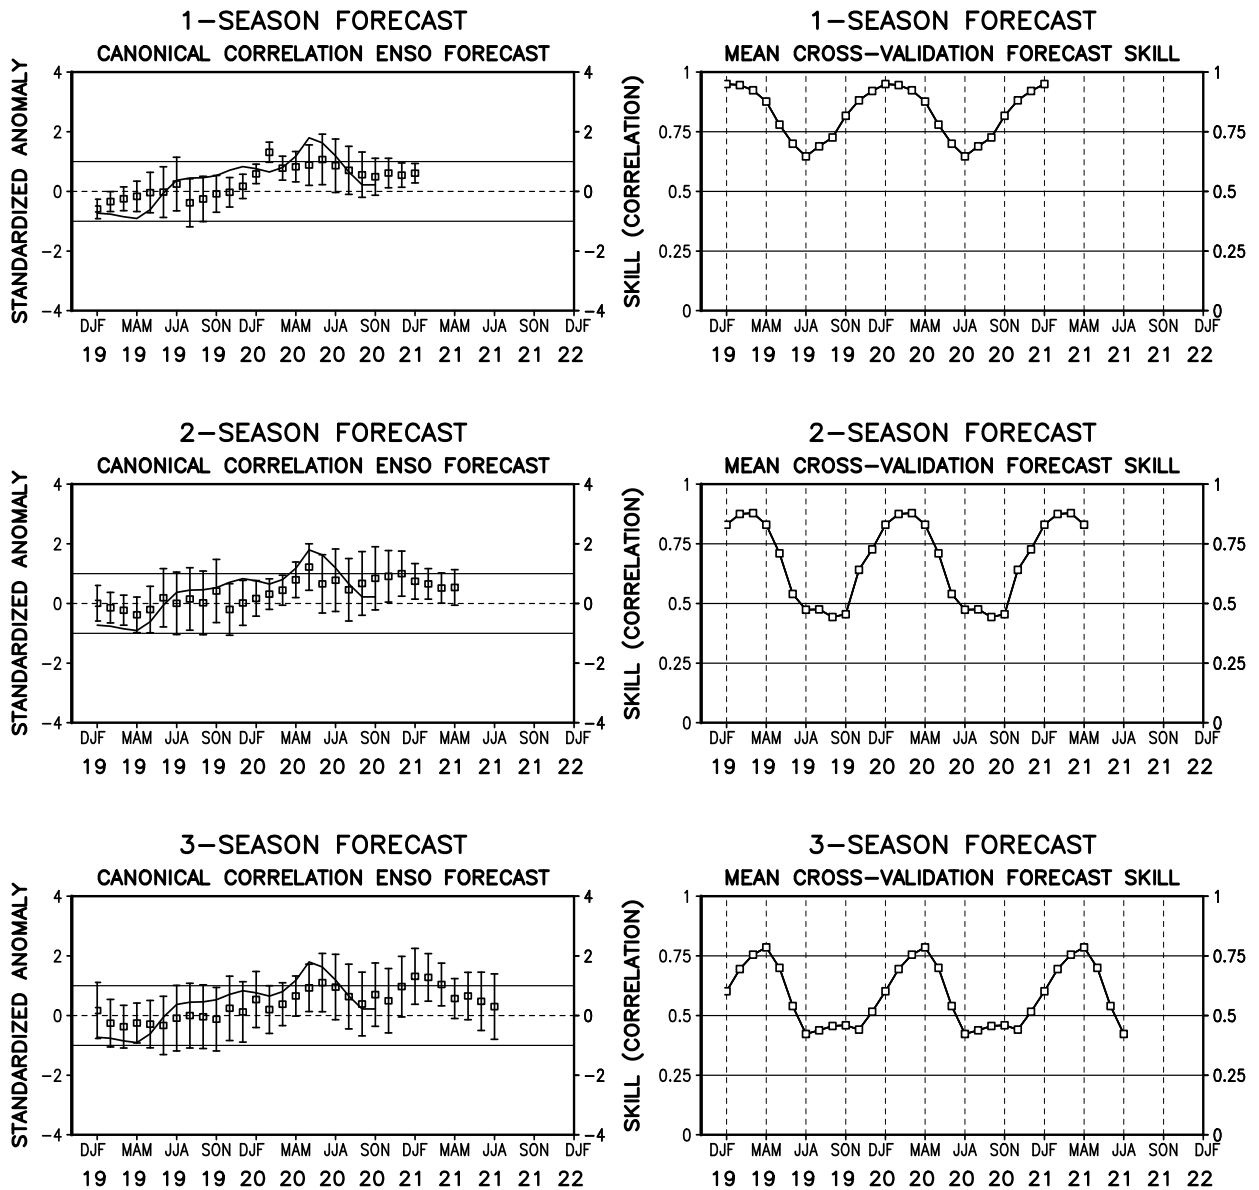 1-SEASON FORECAST
CANONICAL CORRELATION ENSO FORECAST
STANDARDIZED ANOMALY
4 2 0 -2 -4
4 2 0 -2 -4
DJF MAM JJA SON DJF MAM JJA SON DJF MAM JJA SON DJF
19 19 19 19 20 20 20 20 21 21 21 21 22
1-SEASON FORECAST
MEAN CROSS-VALIDATION FORECAST SKILL
SKILL (CORRELATION)
1 0.75 0.5 0.25 0
1 0.75 0.5 0.25 0
DJF MAM JJA SON DJF MAM JJA SON DJF MAM JJA SON DJF
19 19 19 19 20 20 20 20 21 21 21 21 22
2-SEASON FORECAST
CANONICAL CORRELATION ENSO FORECAST
STANDARDIZED ANOMALY
4 2 0 -2 -4
4 2 0 -2 -4
DJF MAM JJA SON DJF MAM JJA SON DJF MAM JJA SON DJF
19 19 19 19 20 20 20 20 21 21 21 21 22
2-SEASON FORECAST
MEAN CROSS-VALIDATION FORECAST SKILL
SKILL (CORRELATION)
1 0.75 0.5 0.25 0
1 0.75 0.5 0.25 0
DJF MAM JJA SON DJF MAM JJA SON DJF MAM JJA SON DJF
19 19 19 19 20 20 20 20 21 21 21 21 22
3-SEASON FORECAST
CANONICAL CORRELATION ENSO FORECAST
STANDARDIZED ANOMALY
4 2 0 -2 -4
4 2 0 -2 -4
DJF MAM JJA SON DJF MAM JJA SON DJF MAM JJA SON DJF
19 19 19 19 20 20 20 20 21 21 21 21 22
3-SEASON FORECAST
MEAN CROSS-VALIDATION FORECAST SKILL
SKILL (CORRELATION)
1 0.75 0.5 0.25 0
1 0.75 0.5 0.25 0
DJF MAM JJA SON DJF MAM JJA SON DJF MAM JJA SON DJF
19 19 19 19 20 20 20 20 21 21 21 21 22